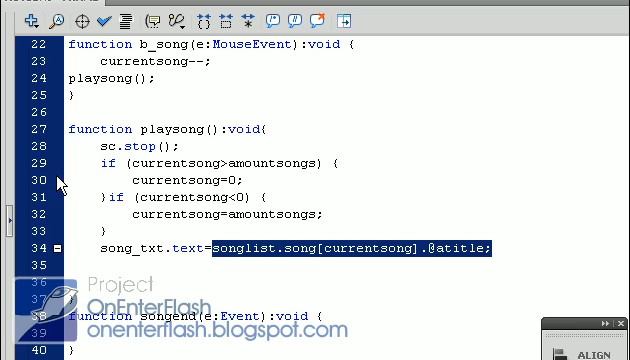 22 function b_song(e:MouseEvent):void {
23 currentsong--;
24 playsong();
25 }
26
27 function playsong():void{
28 sc.stop();
29 if (currentsong>amountsongs) {
30 currentsong=0;
31 }if (currentsong<0) {
32 currentsong=amountsongs;
33 }
34 song_txt.text=songlist.song[currentsong].@atitle;
35
36
Project
37 }
OnEnterFlash
38 function songend(e:Event):void {
39
onenterflash.blogspot.com
40 }
ALIGN